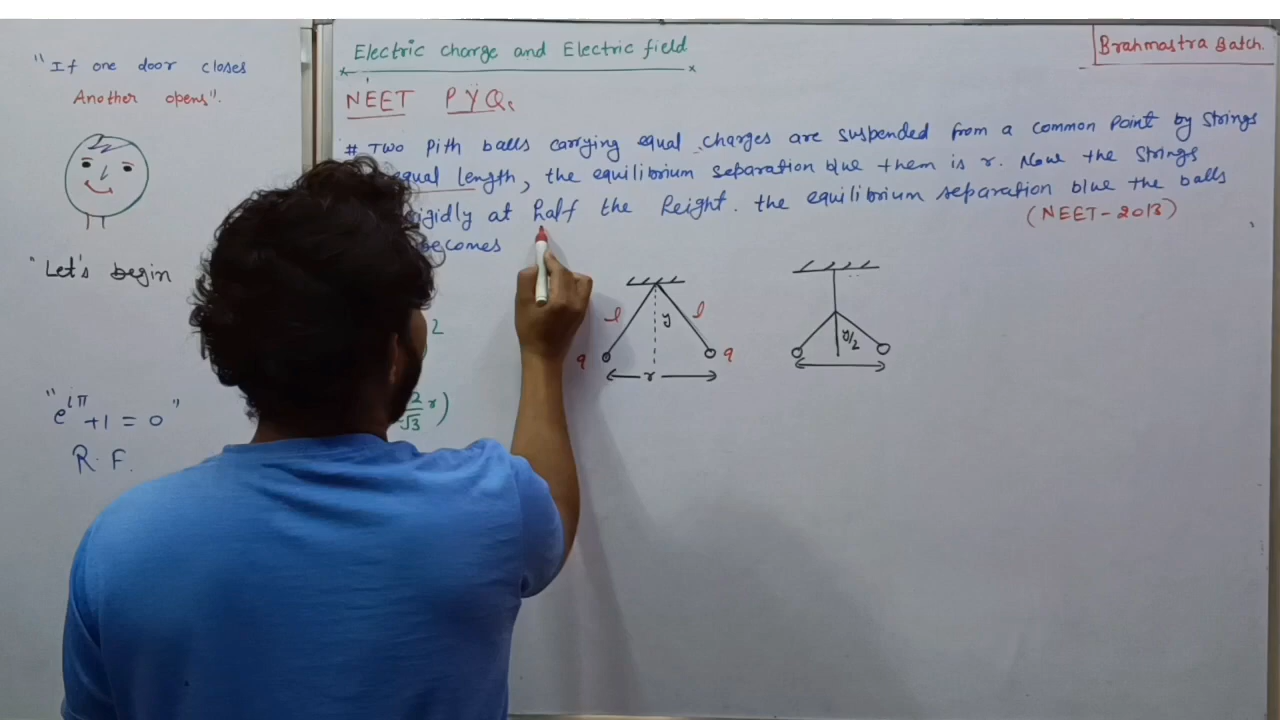 "If one door closes
Another opens".
"Let's begin
"e^iπ +1 = 0"
R. F.
Electric charge and Electric field
Brahmastra Batch.
NEET PYQs
# Two Pith balls carrying equal charges are suspended from a common Point by Strings
equal length, the equilibrium separation b/w them is r. Now the Strings
rigidly at half the height. the equilibrium separation b/w the balls
becomes
(NEET-2013)
2
2/√3 r)
l
y
l
q
q
r
y/2